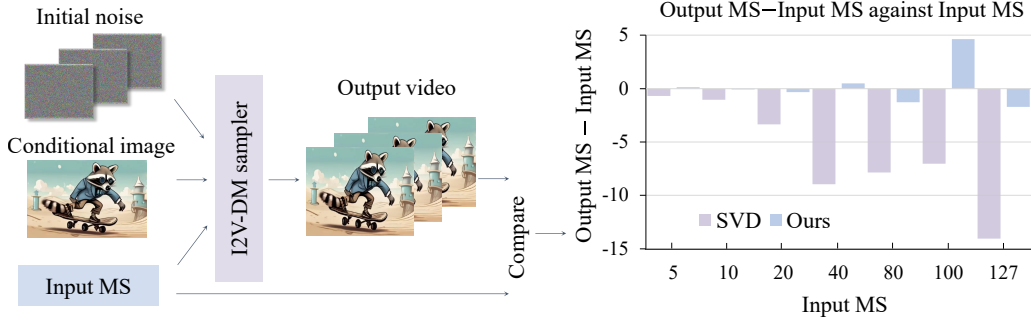 Initial noise
Conditional image
Input MS
I2V-DM sampler
Output video
Compare
Output MS−Input MS against Input MS
Output MS − Input MS
5
0
-5
-10
-15
SVD
Ours
5 10 20 40 80 100 127
Input MS